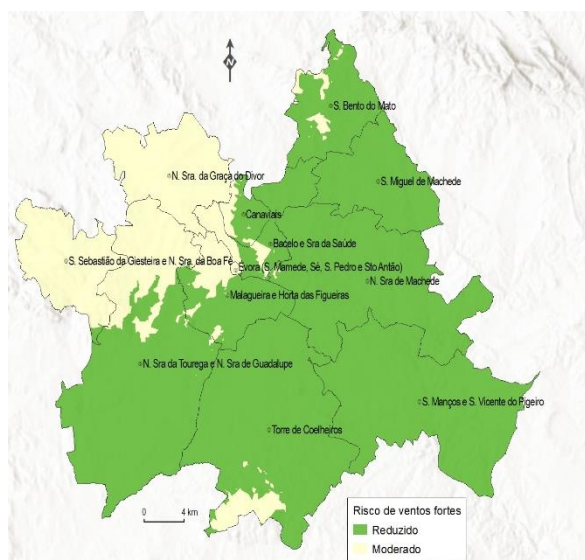 N
S. Bento do Mato
N. Sra. da Graça do Divor
S. Miguel de Machede
Canaviais
Bacelo e Sra da Saúde
S. Sebastião da Giesteira e N. Sra. da Boa Fé
Évora (S. Mamede, Sé, S. Pedro e Sto Antão)
N. Sra de Machede
Malagueira e Horta das Figueiras
N. Sra da Tourega e N. Sra de Guadalupe
S. Manços e S. Vicente do Pigeiro
Torre de Coelheiros
0 4 km
Risco de ventos fortes
Reduzido
Moderado